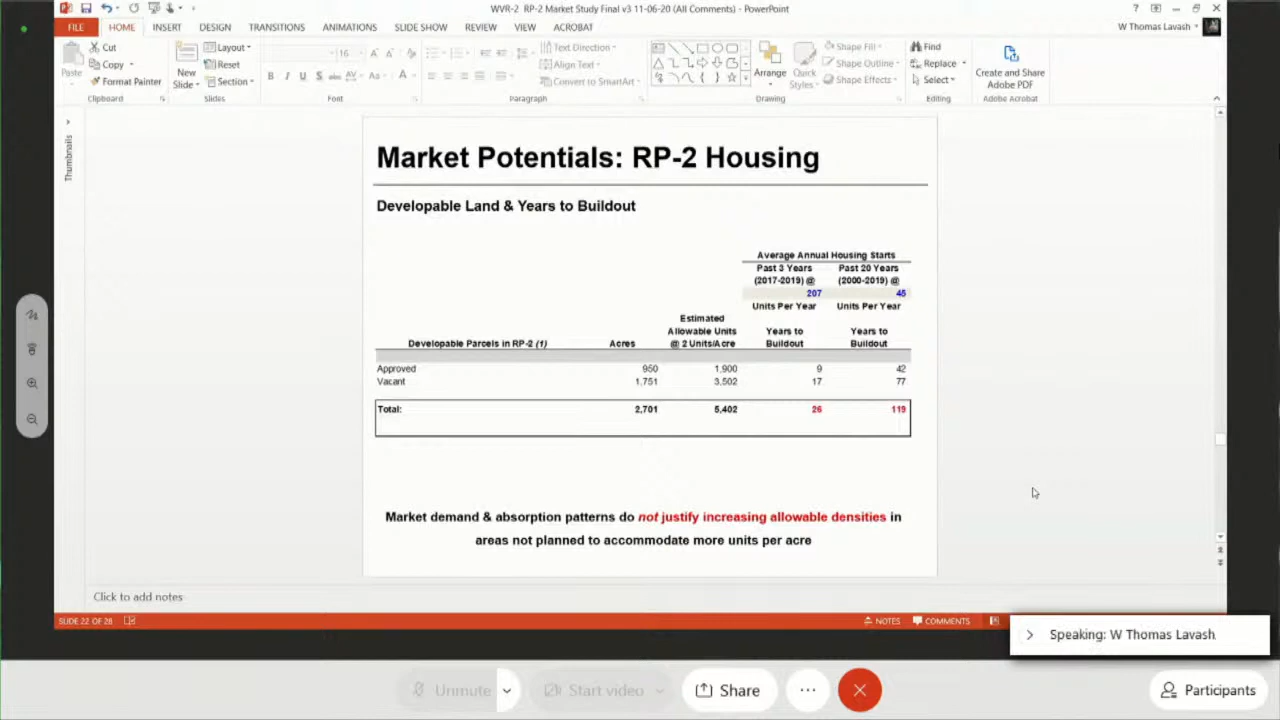 WVR-2 RP-2 Market Study Final v3 11-06-20 (All Comments) - PowerPoint
FILE HOME INSERT DESIGN TRANSITIONS ANIMATIONS SLIDE SHOW REVIEW VIEW ACROBAT
W Thomas Lavash
Paste
Cut
Copy
Format Painter
Clipboard
New Slide
Layout
Reset
Section
Slides
16
B I U S abc AV Aa A
Font
Text Direction
Align Text
Convert to SmartArt
Paragraph
Arrange
Quick Styles
Shape Fill
Shape Outline
Shape Effects
Drawing
Find
Replace
Select
Editing
Create and Share
Adobe PDF
Adobe Acrobat
Thumbnails
Market Potentials: RP-2 Housing
Developable Land & Years to Buildout
Average Annual Housing Starts
Past 3 Years Past 20 Years
(2017-2019) @ (2000-2019) @
207 45
Units Per Year Units Per Year
Estimated
Allowable Units Years to Years to
Developable Parcels in RP-2 (1) Acres @ 2 Units/Acre Buildout Buildout
Approved 950 1,900 9 42
Vacant 1,751 3,502 17 77
Total: 2,701 5,402 26 119
Market demand & absorption patterns do not justify increasing allowable densities in
areas not planned to accommodate more units per acre
Click to add notes
SLIDE 22 OF 28
NOTES COMMENTS
Speaking: W Thomas Lavash
Unmute Start video Share ... Participants